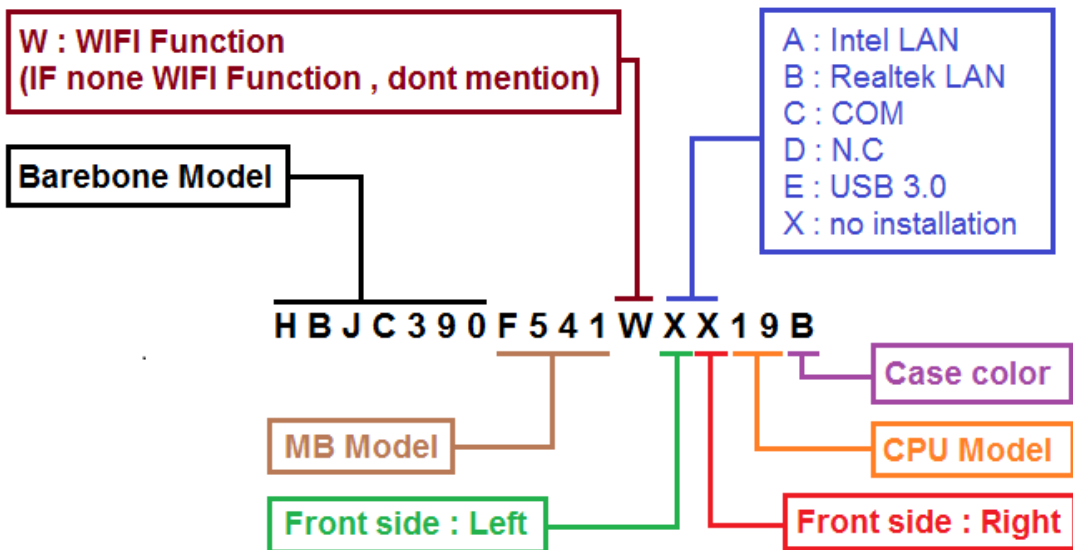 W : WIFI Function
(IF none WIFI Function , dont mention)
A : Intel LAN
B : Realtek LAN
C : COM
D : N.C
E : USB 3.0
X : no installation
Barebone Model
H B J C 3 9 0 F 5 4 1 W X X 1 9 B
Case color
MB Model
CPU Model
Front side : Left
Front side : Right